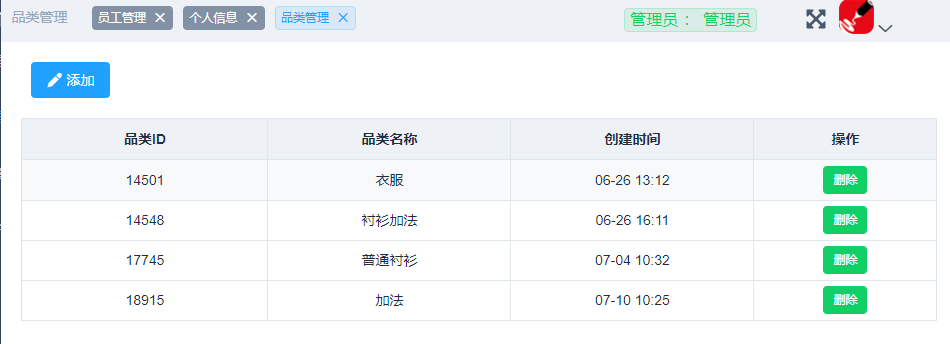 品类管理 员工管理 个人信息 品类管理 管理员 ： 管理员
添加
品类ID 品类名称 创建时间 操作
14501 衣服 06-26 13:12 删除
14548 衬衫加法 06-26 16:11 删除
17745 普通衬衫 07-04 10:32 删除
18915 加法 07-10 10:25 删除